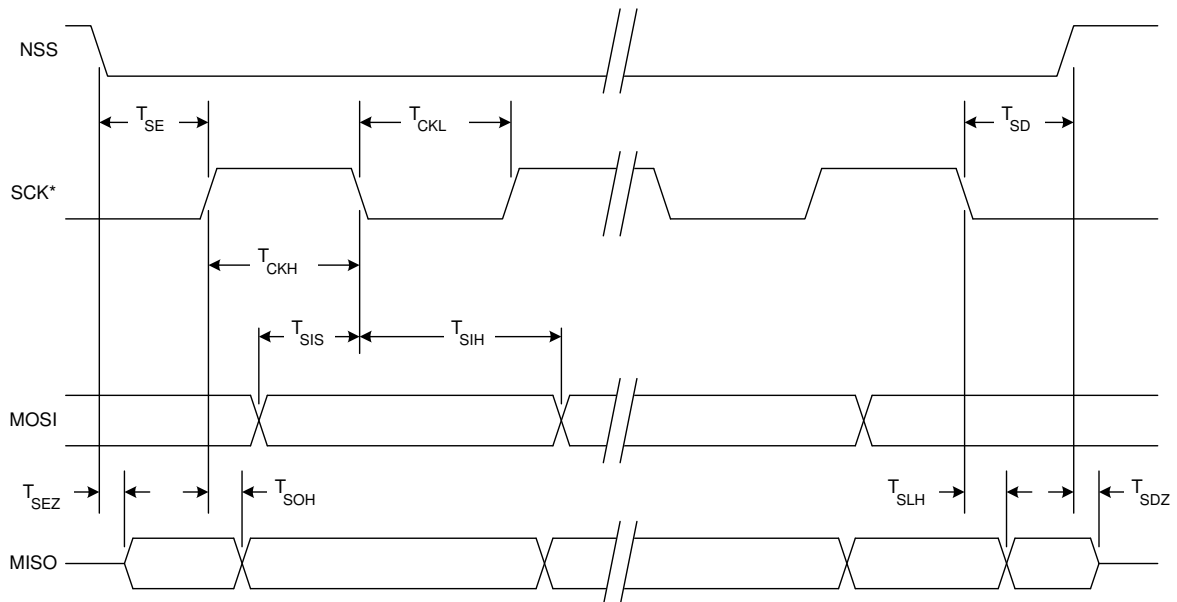 NSS
T_SE
T_CKL
T_SD
SCK*
T_CKH
T_SIS
T_SIH
MOSI
T_SEZ
T_SOH
T_SLH
T_SDZ
MISO